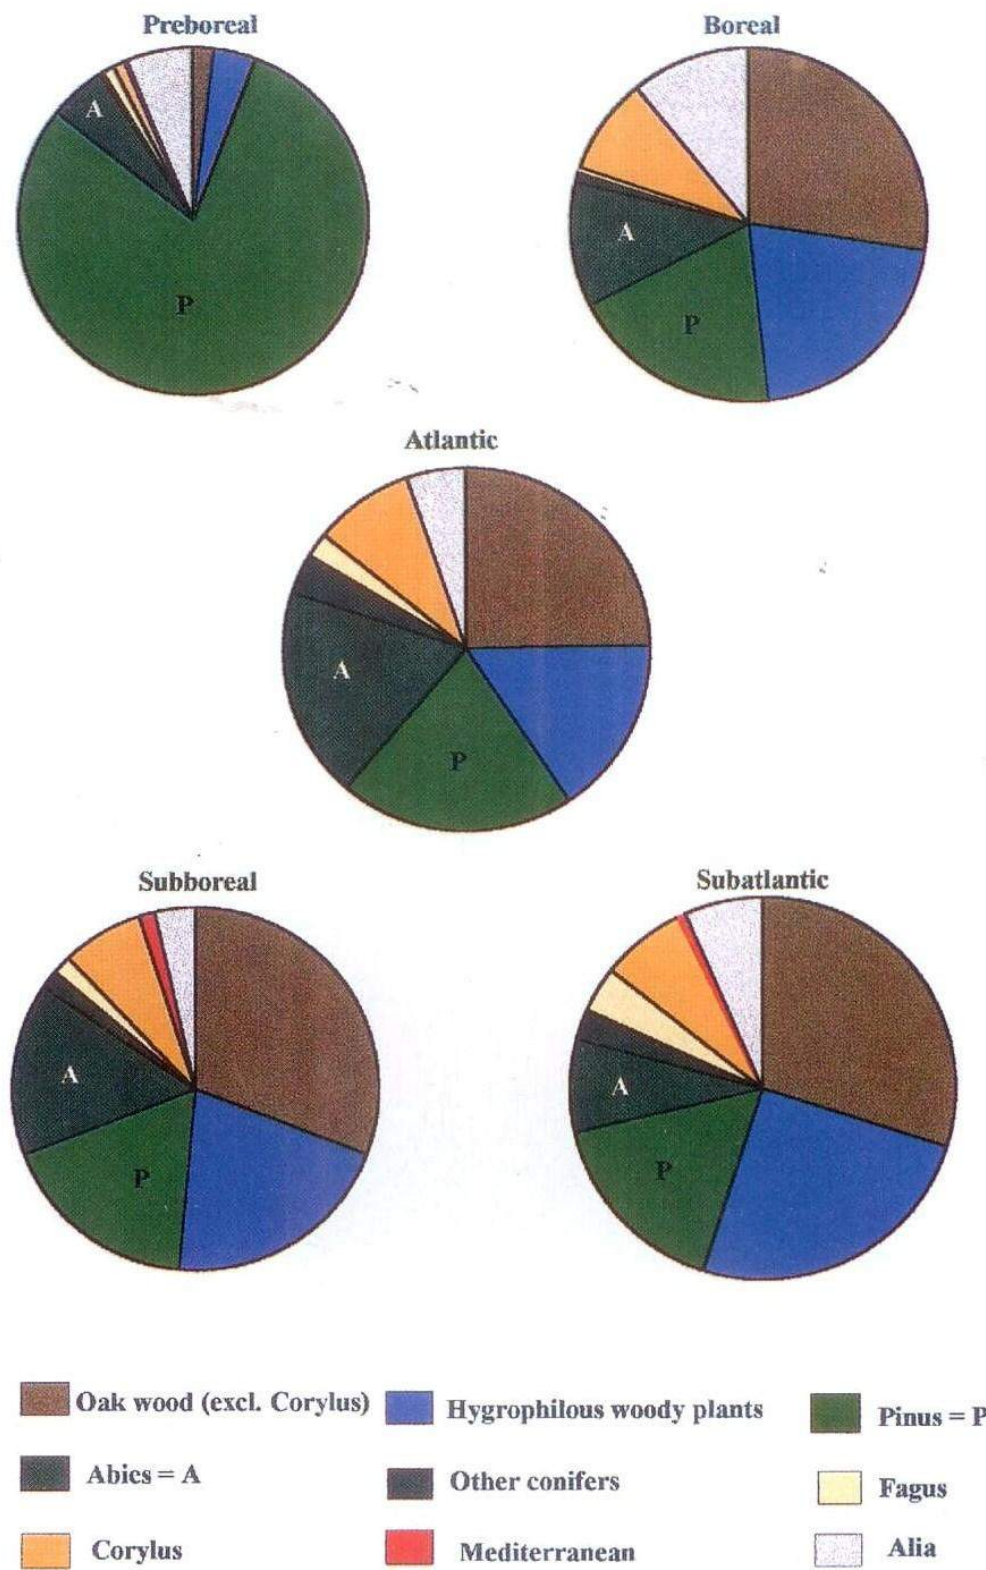 Preboreal
Boreal
A
P
A
P
Atlantic
A
P
Subboreal
Subatlantic
A
P
A
P
Oak wood (excl. Corylus)
Hygrophilous woody plants
Pinus = P
Abies = A
Other conifers
Fagus
Corylus
Mediterranean
Alia